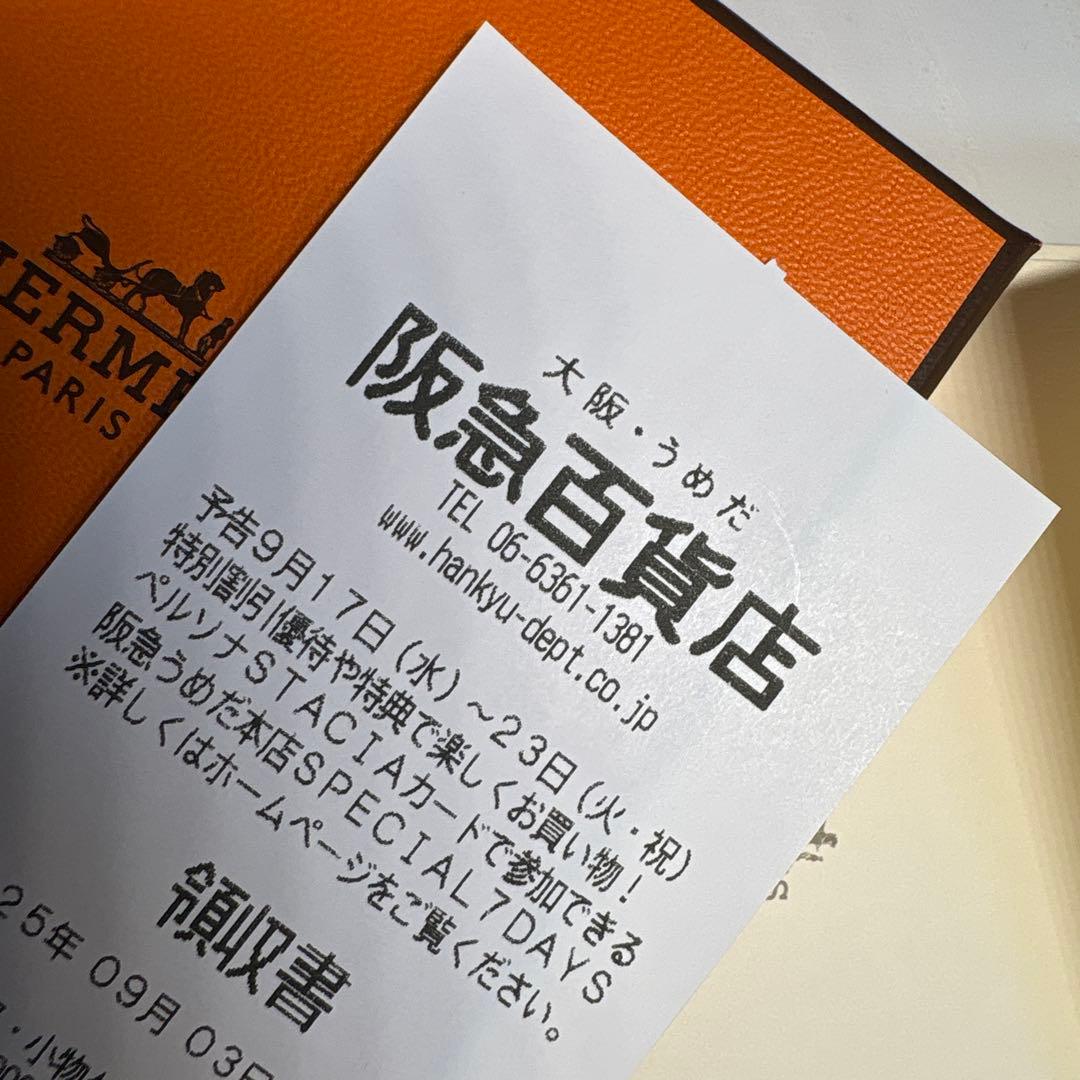 HERMÈS
PARIS
大阪・うめだ
阪急百貨店
TEL 06-6361-1381
www.hankyu-dept.co.jp
予告9月17日(水)~23日(火・祝)
特別割引優待や特典で楽しくお買い物!
ペルソナSTACIAカードで参加できる
阪急うめだ本店SPECIAL7DAYS
※詳しくはホームページをご覧ください。
領収書
25年 09月 03日
・小物